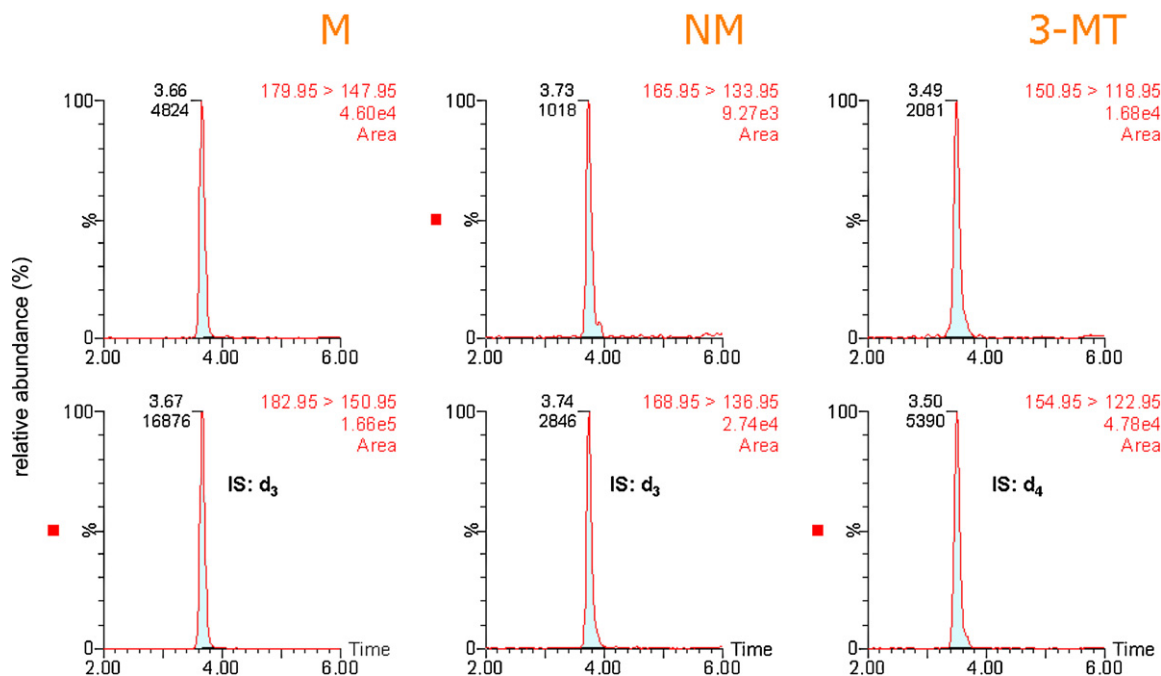 M
NM
3-MT
relative abundance (%)
3.66
4824
179.95 > 147.95
4.60e4
Area
100
%
0
2.00
4.00
6.00
3.73
1018
165.95 > 133.95
9.27e3
Area
100
%
0
2.00
4.00
6.00
3.49
2081
150.95 > 118.95
1.68e4
Area
100
%
0
2.00
4.00
6.00
3.67
16876
182.95 > 150.95
1.66e5
Area
100
IS: d₃
%
0
Time
2.00
4.00
6.00
3.74
2846
168.95 > 136.95
2.74e4
Area
100
IS: d₃
%
0
Time
2.00
4.00
6.00
3.50
5390
154.95 > 122.95
4.78e4
Area
100
IS: d₄
%
0
Time
2.00
4.00
6.00